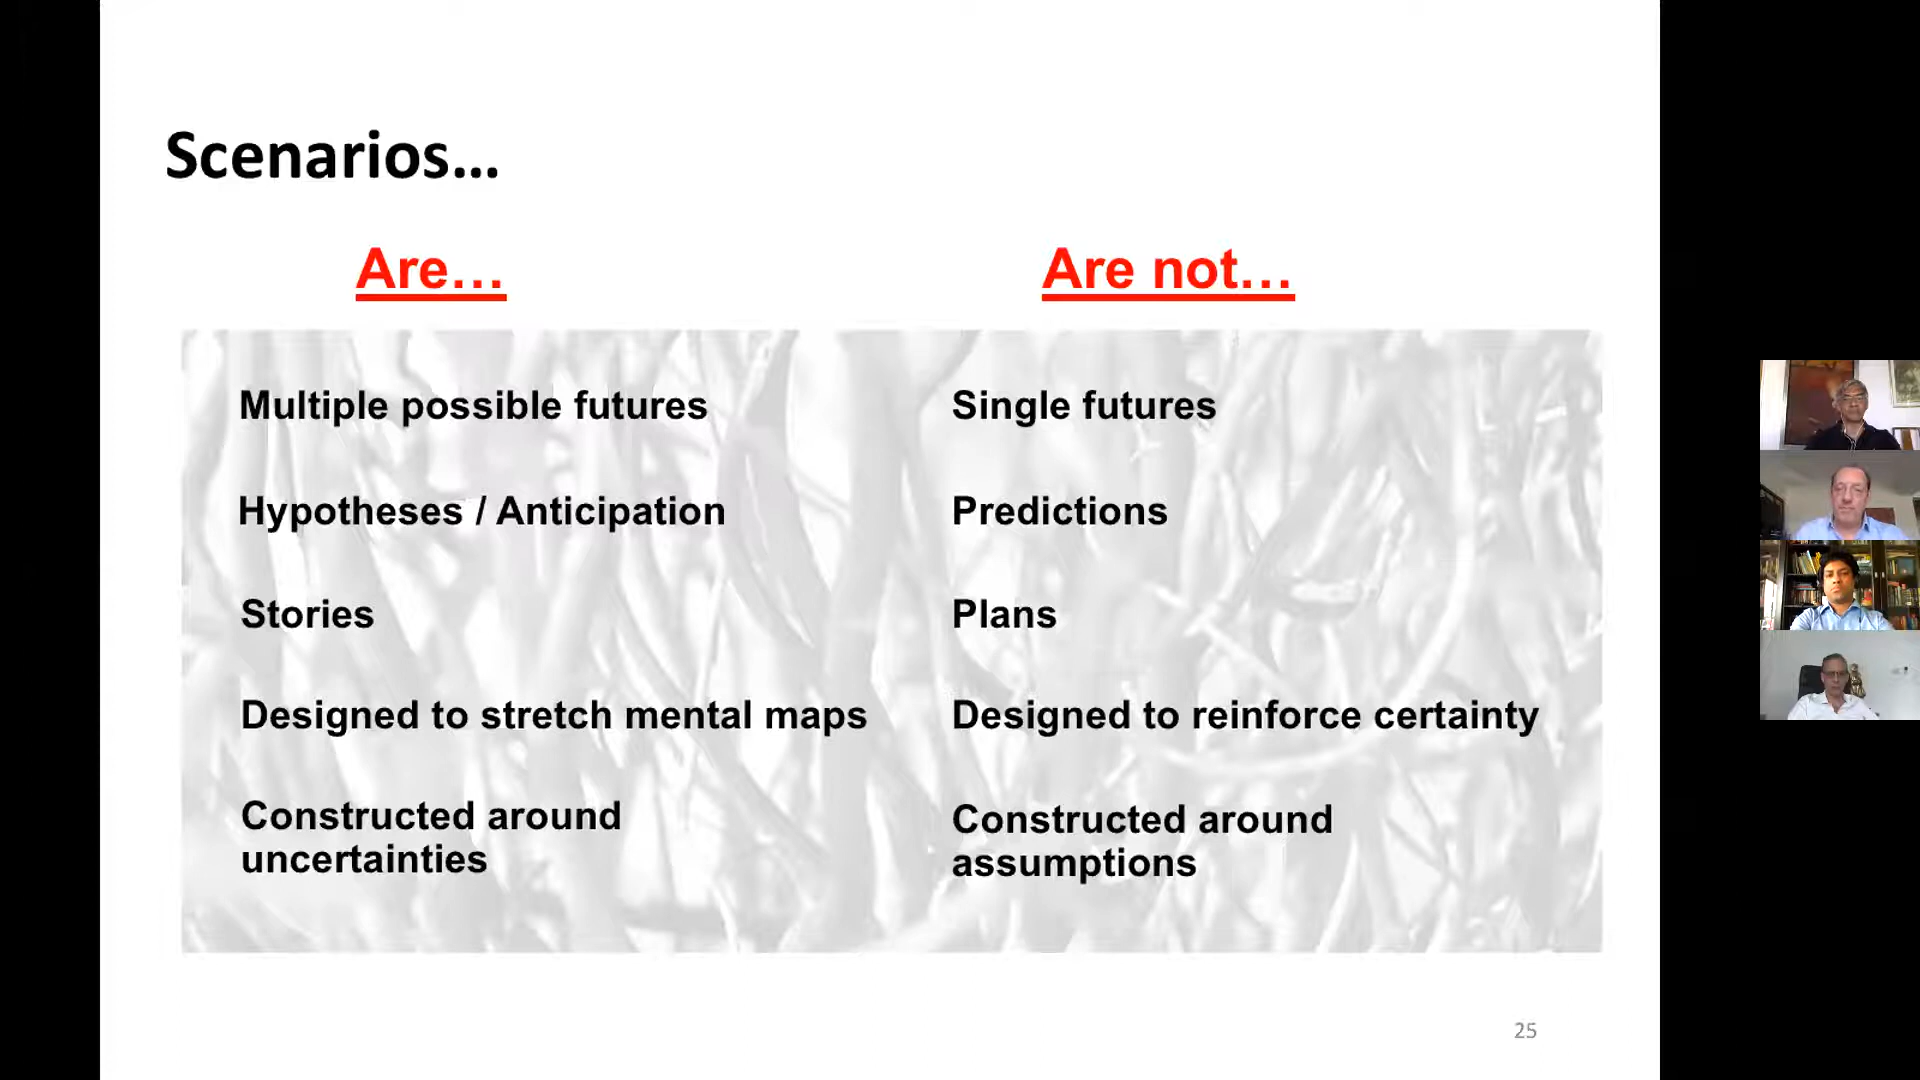 Scenarios...
Are...
Are not...
Multiple possible futures
Single futures
Hypotheses / Anticipation
Predictions
Stories
Plans
Designed to stretch mental maps
Designed to reinforce certainty
Constructed around
uncertainties
Constructed around
assumptions
25